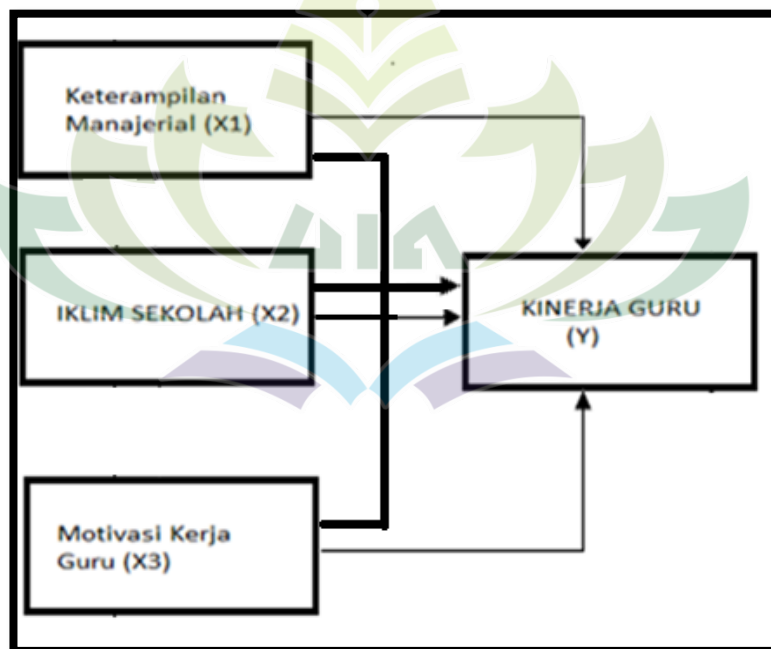 Keterampilan
Manajerial (X1)
IKLIM SEKOLAH (X2)
KINERJA GURU
(Y)
Motivasi Kerja
Guru (X3)